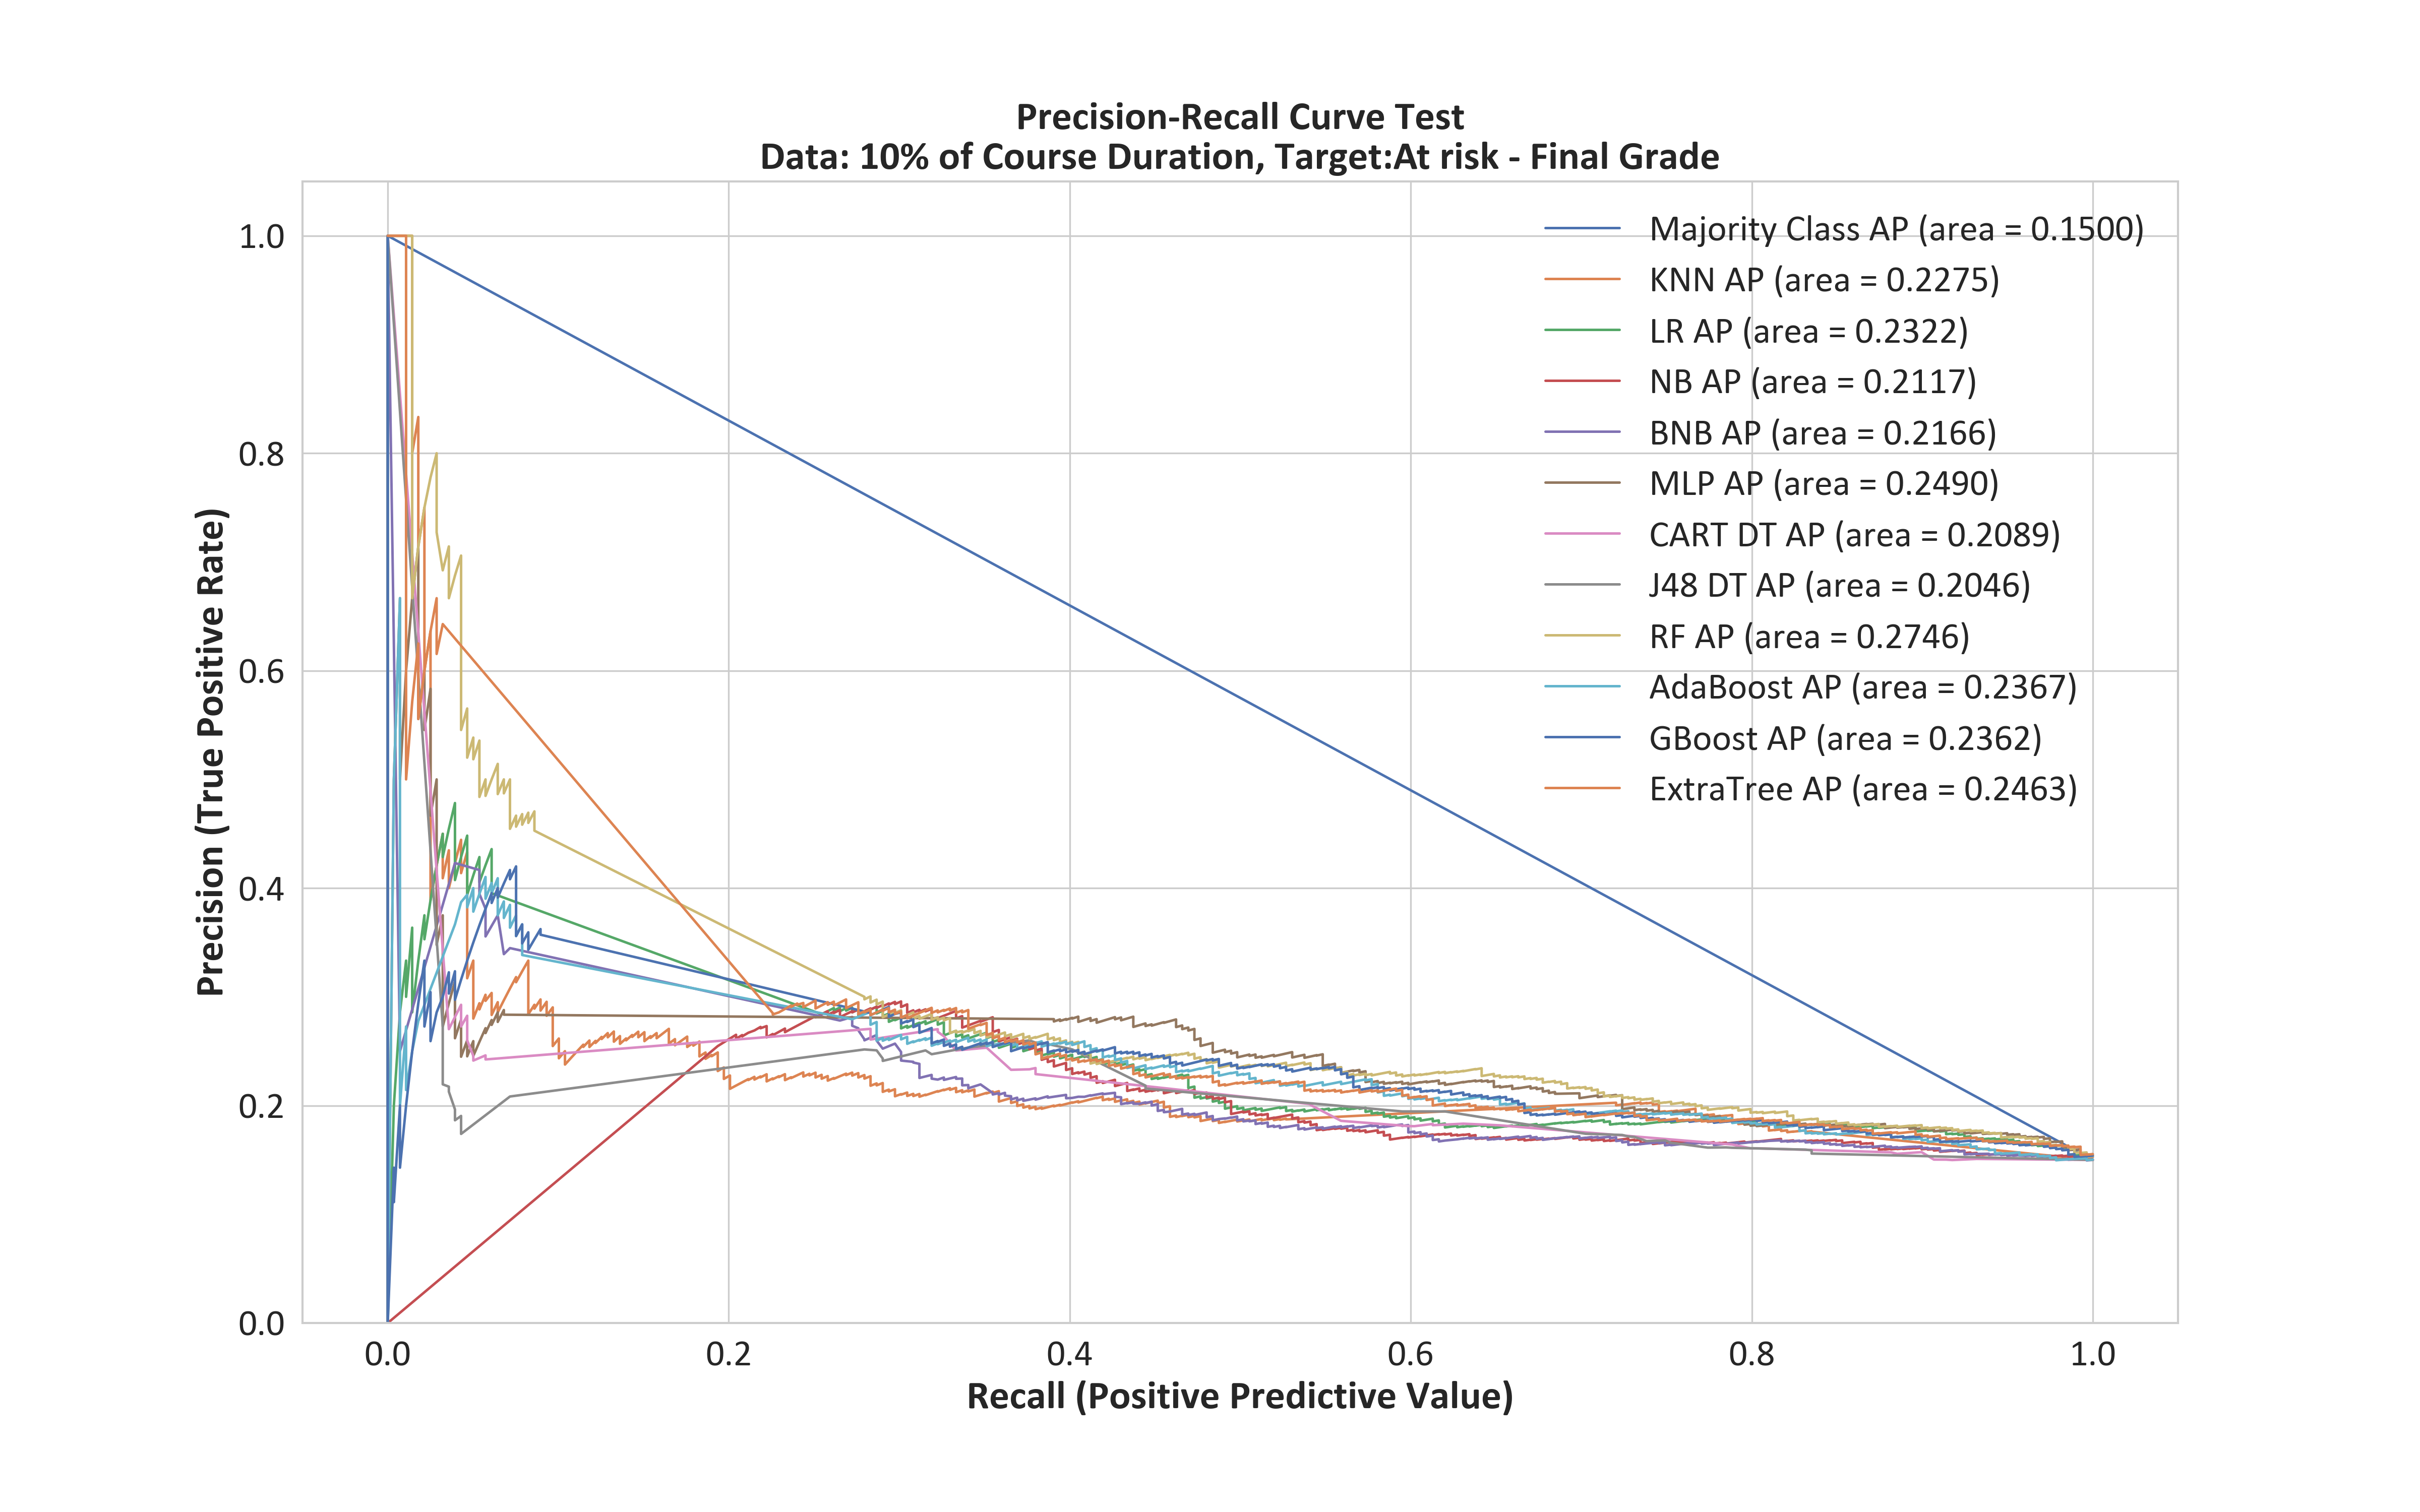 Precision-Recall Curve Test
Data: 10% of Course Duration, Target:At risk - Final Grade
Majority Class AP (area = 0.1500)
KNN AP (area = 0.2275)
LR AP (area = 0.2322)
NB AP (area = 0.2117)
BNB AP (area = 0.2166)
MLP AP (area = 0.2490)
CART DT AP (area = 0.2089)
J48 DT AP (area = 0.2046)
RF AP (area = 0.2746)
AdaBoost AP (area = 0.2367)
GBoost AP (area = 0.2362)
ExtraTree AP (area = 0.2463)
Precision (True Positive Rate)
1.0
0.8
0.6
0.4
0.2
0.0
0.0 0.2 0.4 0.6 0.8 1.0
Recall (Positive Predictive Value)